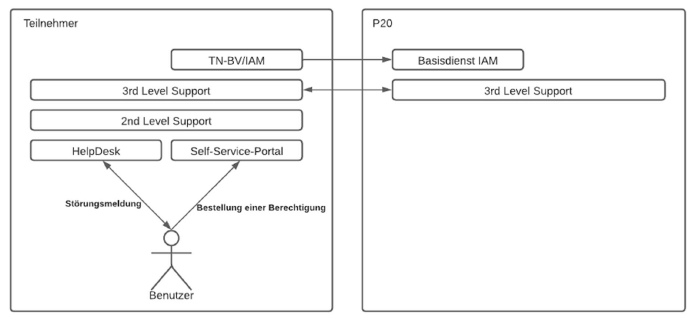 Teilnehmer
P20
TN-BV/IAM
Basisdienst IAM
3rd Level Support
3rd Level Support
2nd Level Support
HelpDesk
Self-Service-Portal
Störungsmeldung
Bestellung einer Berechtigung
Benutzer